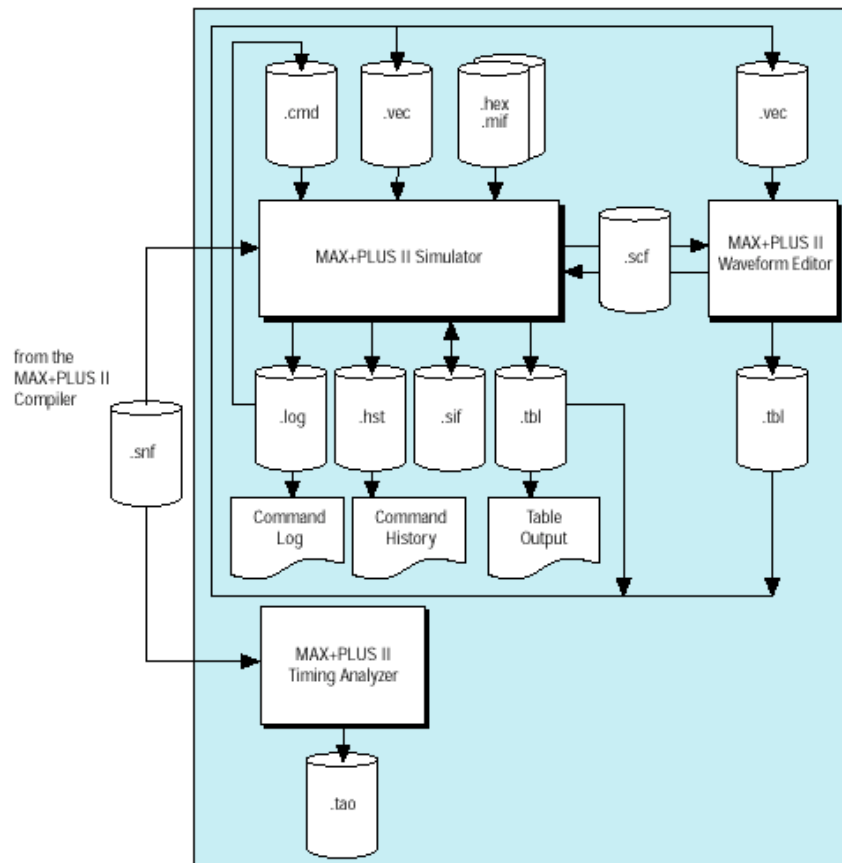 .cmd
.vec
.hex
.mif
.vec
MAX+PLUS II Simulator
.scf
MAX+PLUS II
Waveform Editor
from the
MAX+PLUS II
Compiler
.snf
.log
.hst
.sif
.tbl
.tbl
Command
Log
Command
History
Table
Output
MAX+PLUS II
Timing Analyzer
.tao